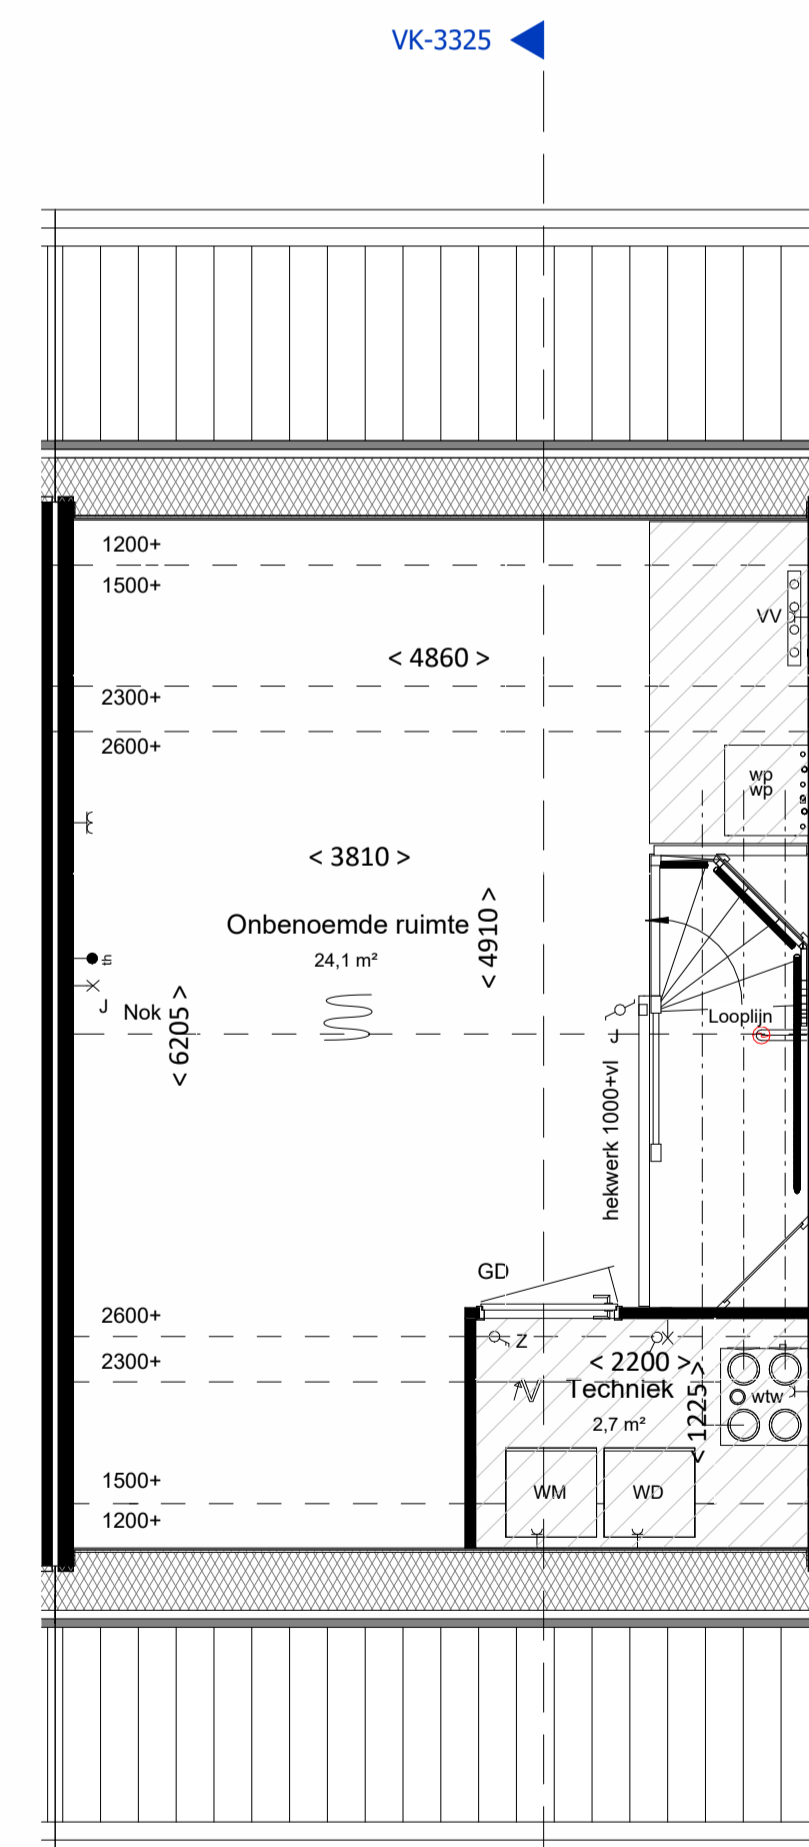 VK-3325
1200+
1500+
VV
< 4860 >
2300+
2600+
wp
wp
< 3810 >
< 4910 >
Onbenoemde ruimte
24,1 m²
th
J
Nok
< 6205 >
Looplijn
J
hekwerk 1000+vl
GD
2600+
Z
2300+
< 2200 >
Techniek
< 1225 >
wtw
2,7 m²
1500+
WM
WD
1200+